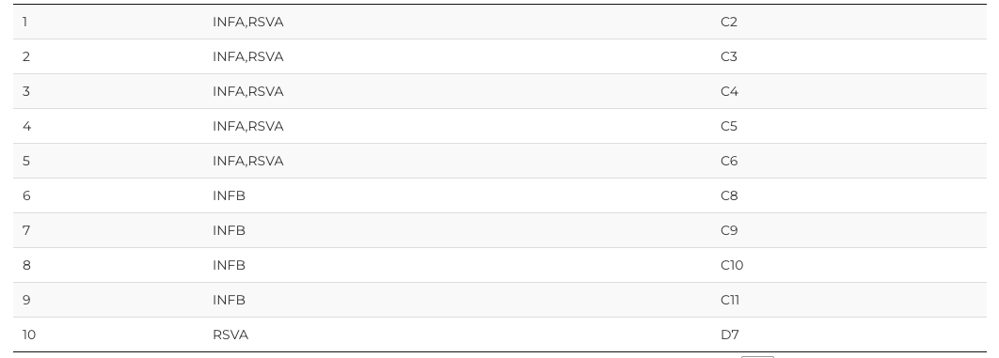 1 INFA,RSVA C2
2 INFA,RSVA C3
3 INFA,RSVA C4
4 INFA,RSVA C5
5 INFA,RSVA C6
6 INFB C8
7 INFB C9
8 INFB C10
9 INFB C11
10 RSVA D7